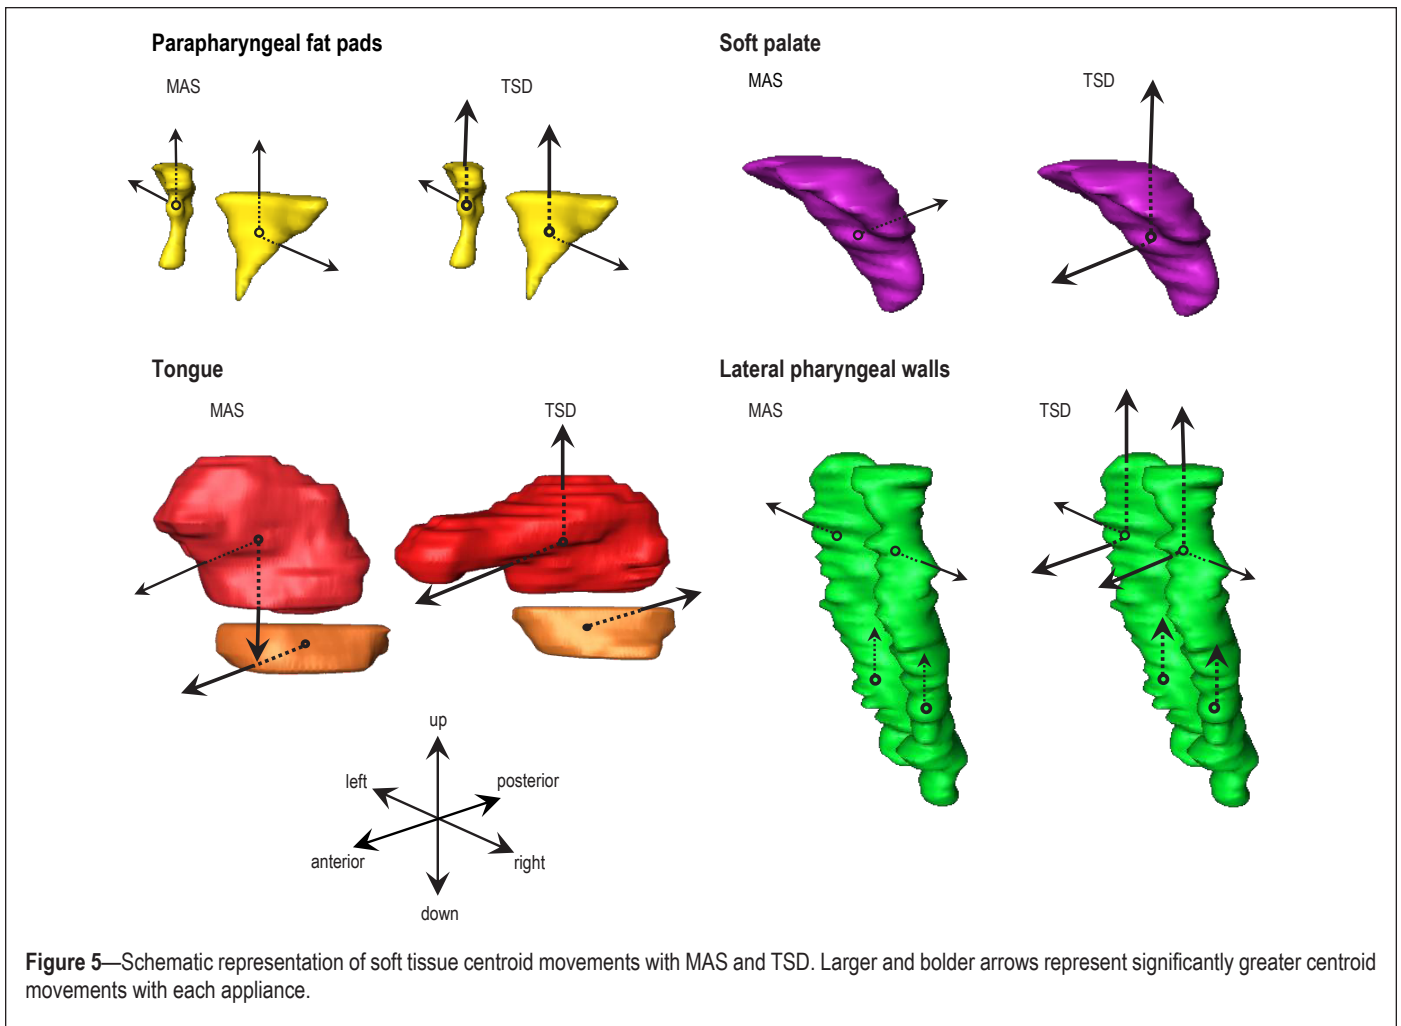 Parapharyngeal fat pads
MAS
TSD
Soft palate
MAS
TSD
Tongue
MAS
TSD
Lateral pharyngeal walls
MAS
TSD
up
left
posterior
anterior
right
down
Figure 5—Schematic representation of soft tissue centroid movements with MAS and TSD. Larger and bolder arrows represent significantly greater centroid
movements with each appliance.